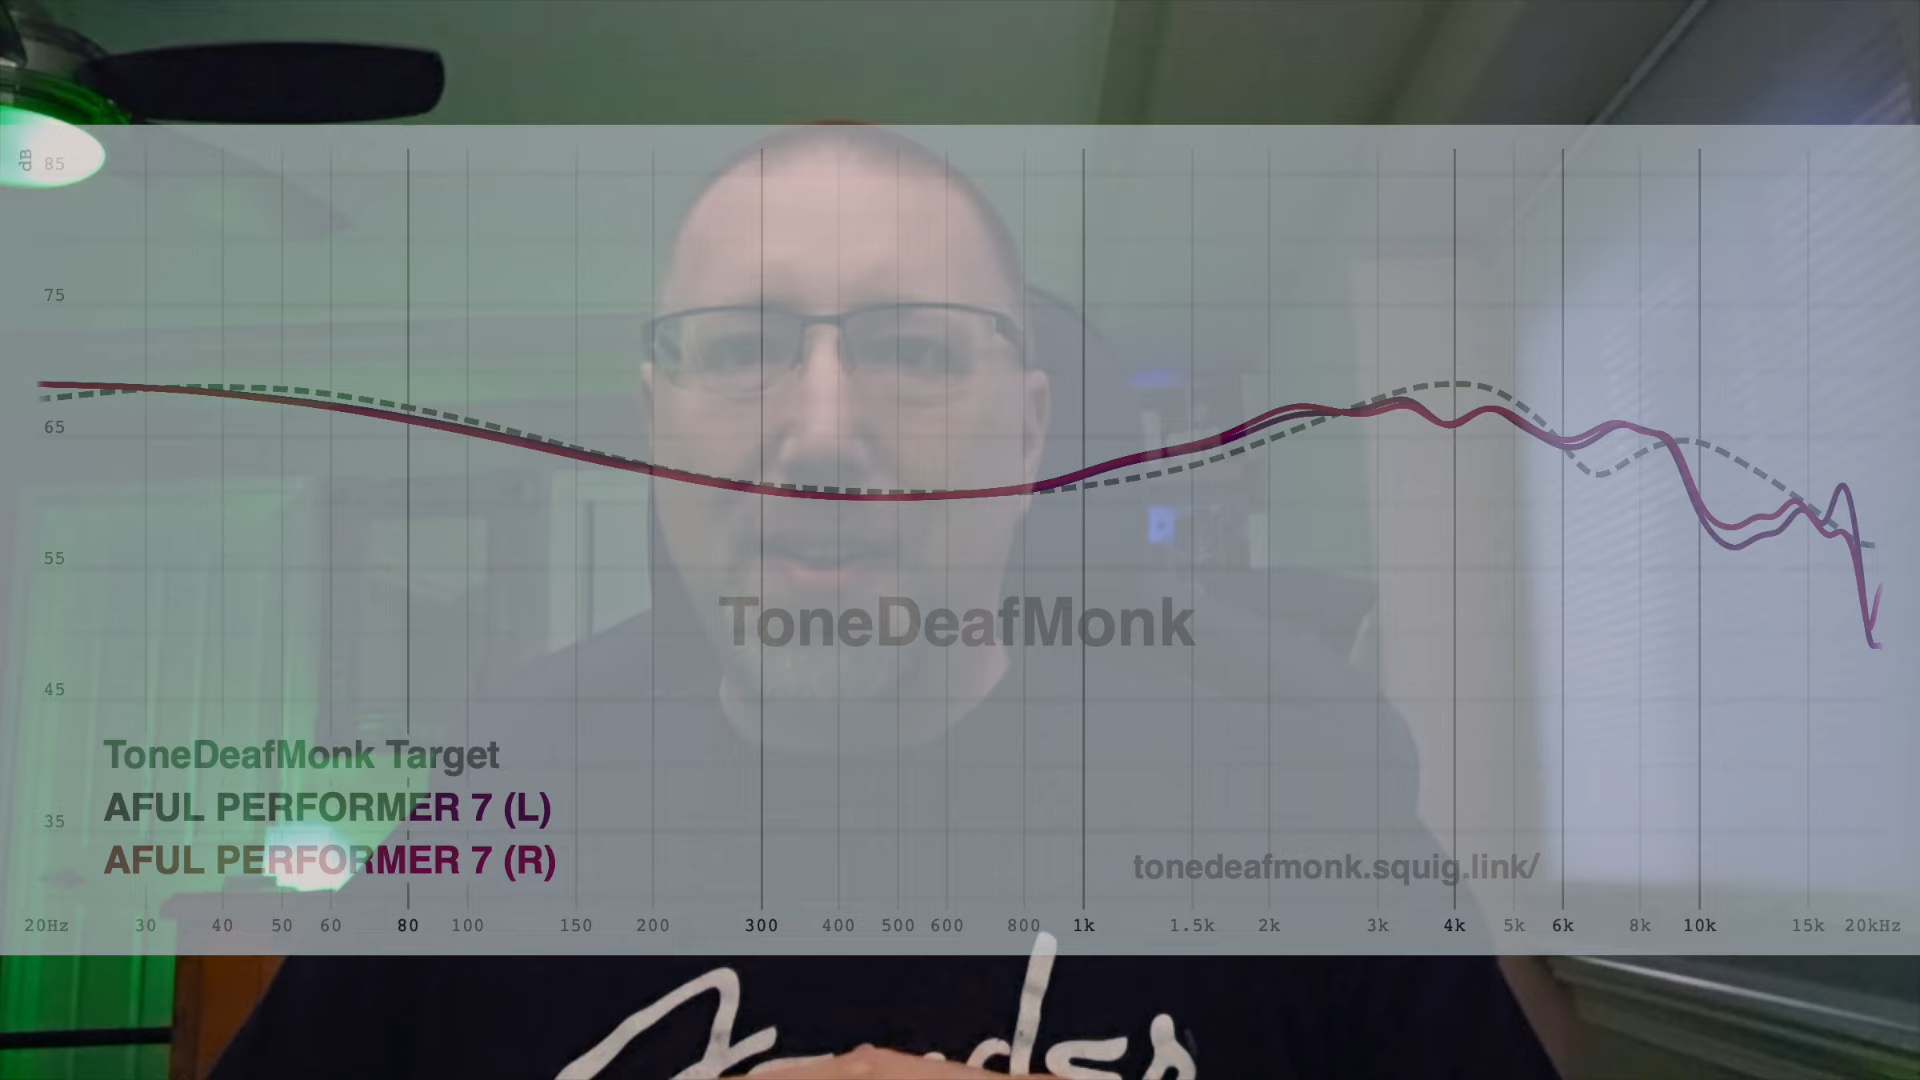 dB
85
75
65
55
45
35
ToneDeafMonk
ToneDeafMonk Target
AFUL PERFORMER 7 (L)
AFUL PERFORMER 7 (R)
tonedeafmonk.squig.link/
20Hz 30 40 50 60 80 100 150 200 300 400 500 600 800 1k 1.5k 2k 3k 4k 5k 6k 8k 10k 15k 20kHz
Fender